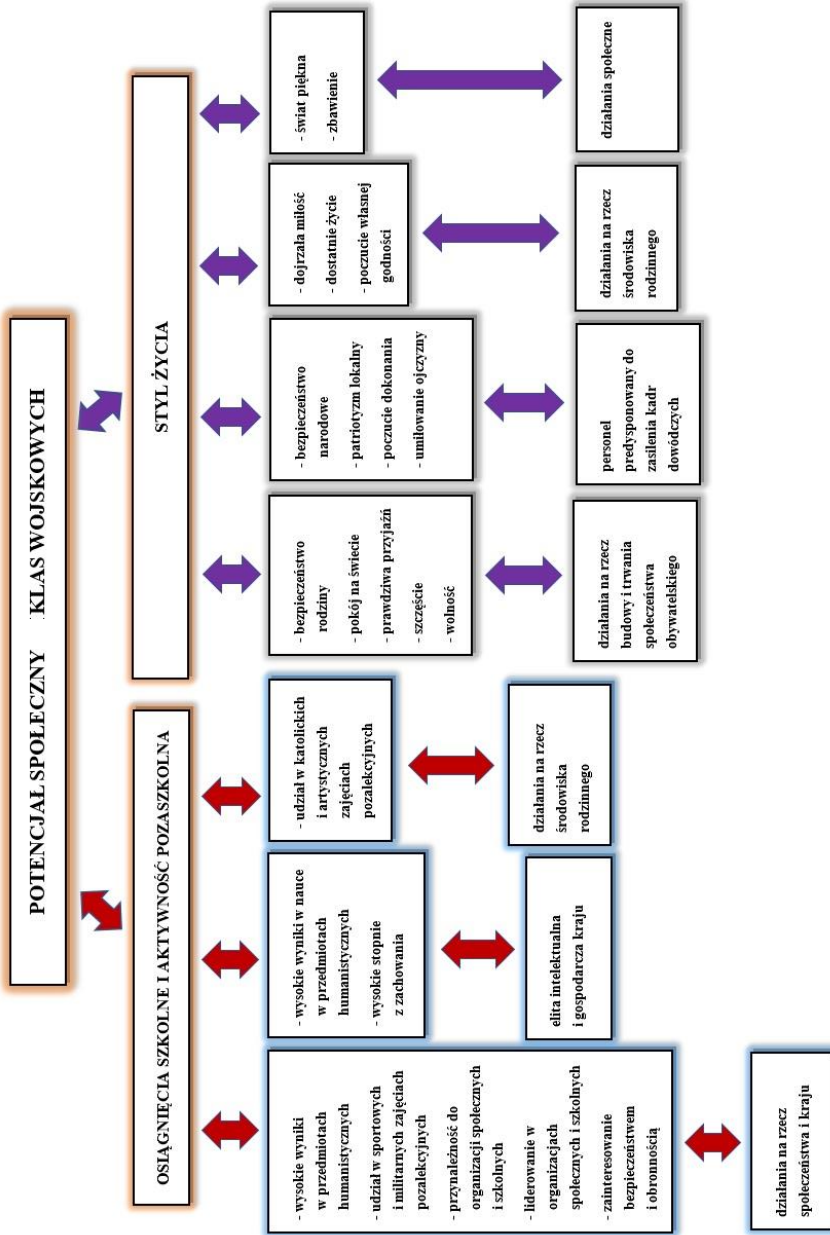 POTENCJAŁ SPOŁECZNY KLAS WOJSKOWYCH
OSIĄGNIĘCIA SZKOLNE I AKTYWNOŚĆ POZASZKOLNA
STYL ŻYCIA
- wysokie wyniki
w przedmiotach
humanistycznych
- udział w sportowych
i militarnych zajęciach
pozalekcyjnych
- przynależność do
organizacji społecznych
i szkolnych
- liderowanie w
organizacjach
społecznych i szkolnych
- zainteresowanie
bezpieczeństwem
i obronnością
- wysokie wyniki w nauce
w przedmiotach
humanistycznych
- wysokie stopnie
z zachowania
- udział w katolickich
i artystycznych
zajęciach
pozalekcyjnych
- bezpieczeństwo
rodziny
- pokój na świecie
- prawdziwa przyjaźń
- szczęście
- wolność
- bezpieczeństwo
narodowe
- patriotyzm lokalny
- poczucie dokonania
- umiłowanie ojczyzny
- dojrzała miłość
- dostatnie życie
- poczucie własnej
godności
- świat piękna
- zbawienie
działania na rzecz
społeczeństwa i kraju
elita intelektualna
i gospodarcza kraju
działania na rzecz
środowiska
rodzinnego
działania na rzecz
budowy i trwania
społeczeństwa
obywatelskiego
personel
predysponowany do
zasilenia kadr
dowódczych
działania na rzecz
środowiska
rodzinnego
działania społeczne